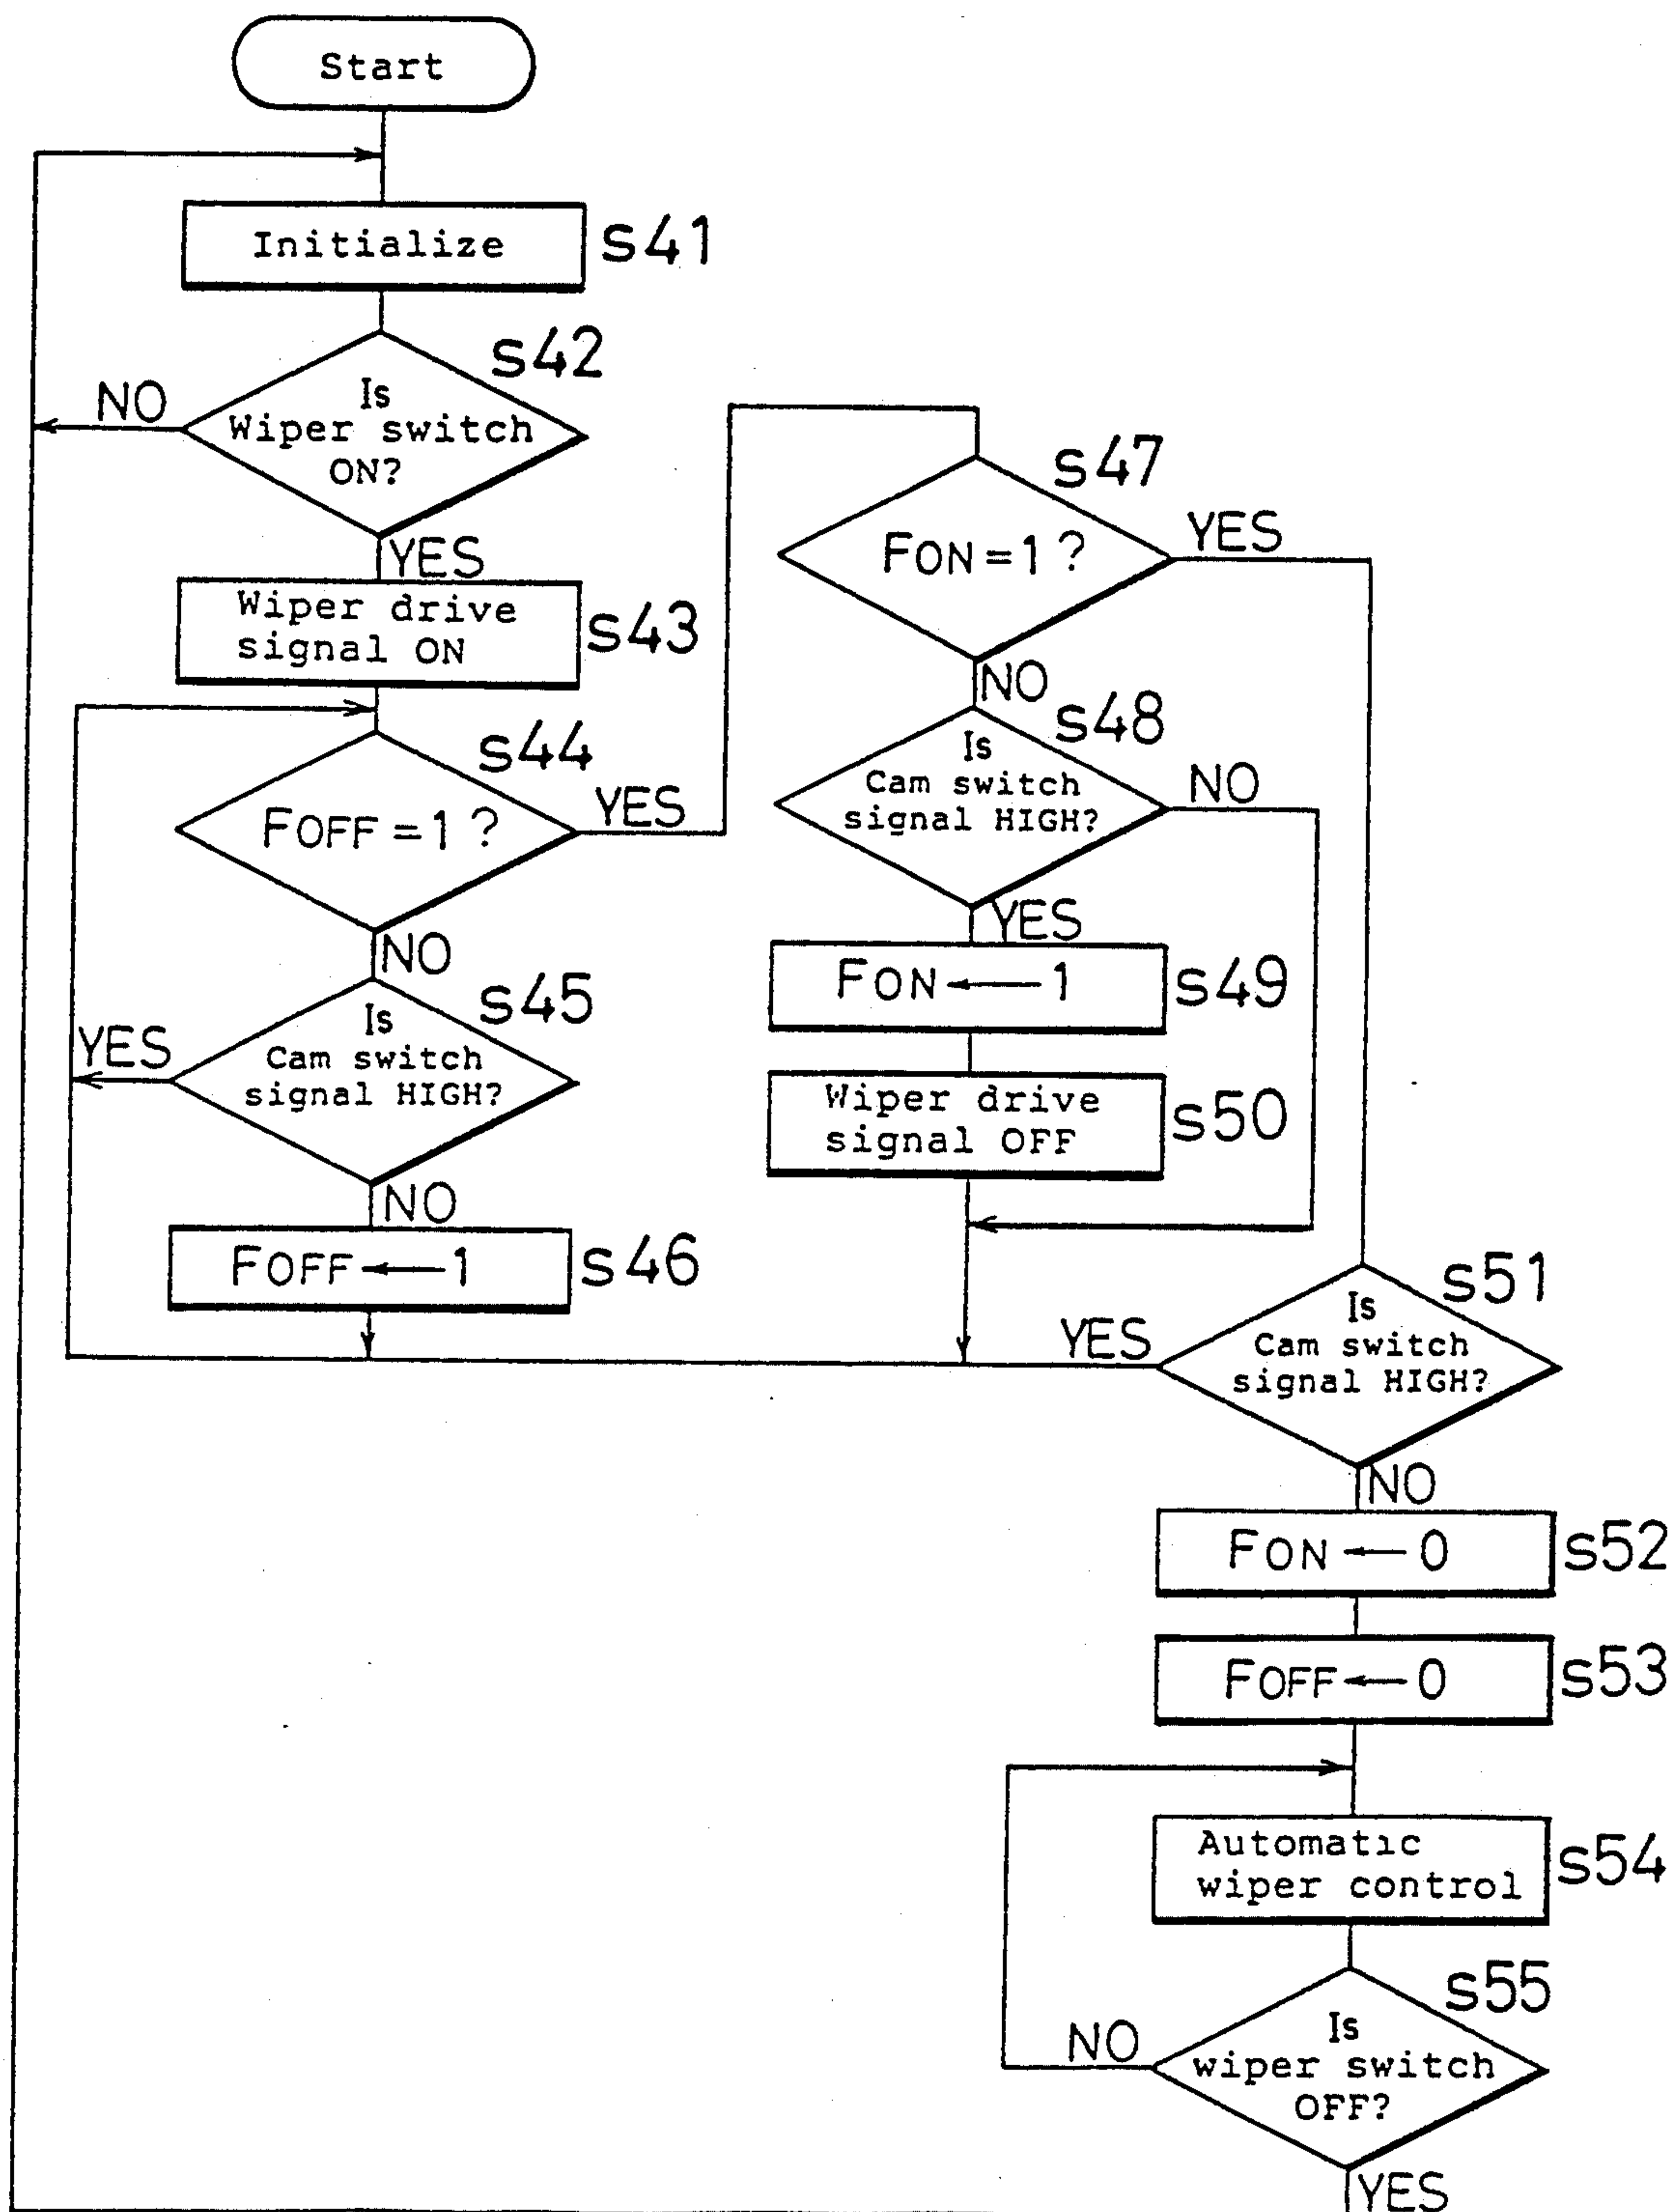 Start
Initialize
s41
s42
Is
Wiper switch
ON?
NO
YES
Wiper drive
signal ON
s43
s44
FOFF = 1 ?
YES
NO
s45
Is
Cam switch
signal HIGH?
YES
NO
FOFF ← 1
s46
s47
FON = 1 ?
YES
NO
s48
Is
Cam switch
signal HIGH?
NO
YES
FON ← 1
s49
Wiper drive
signal OFF
s50
s51
Is
Cam switch
signal HIGH?
YES
NO
FON ← 0
s52
FOFF ← 0
s53
Automatic
wiper control
s54
s55
Is
wiper switch
OFF?
NO
YES